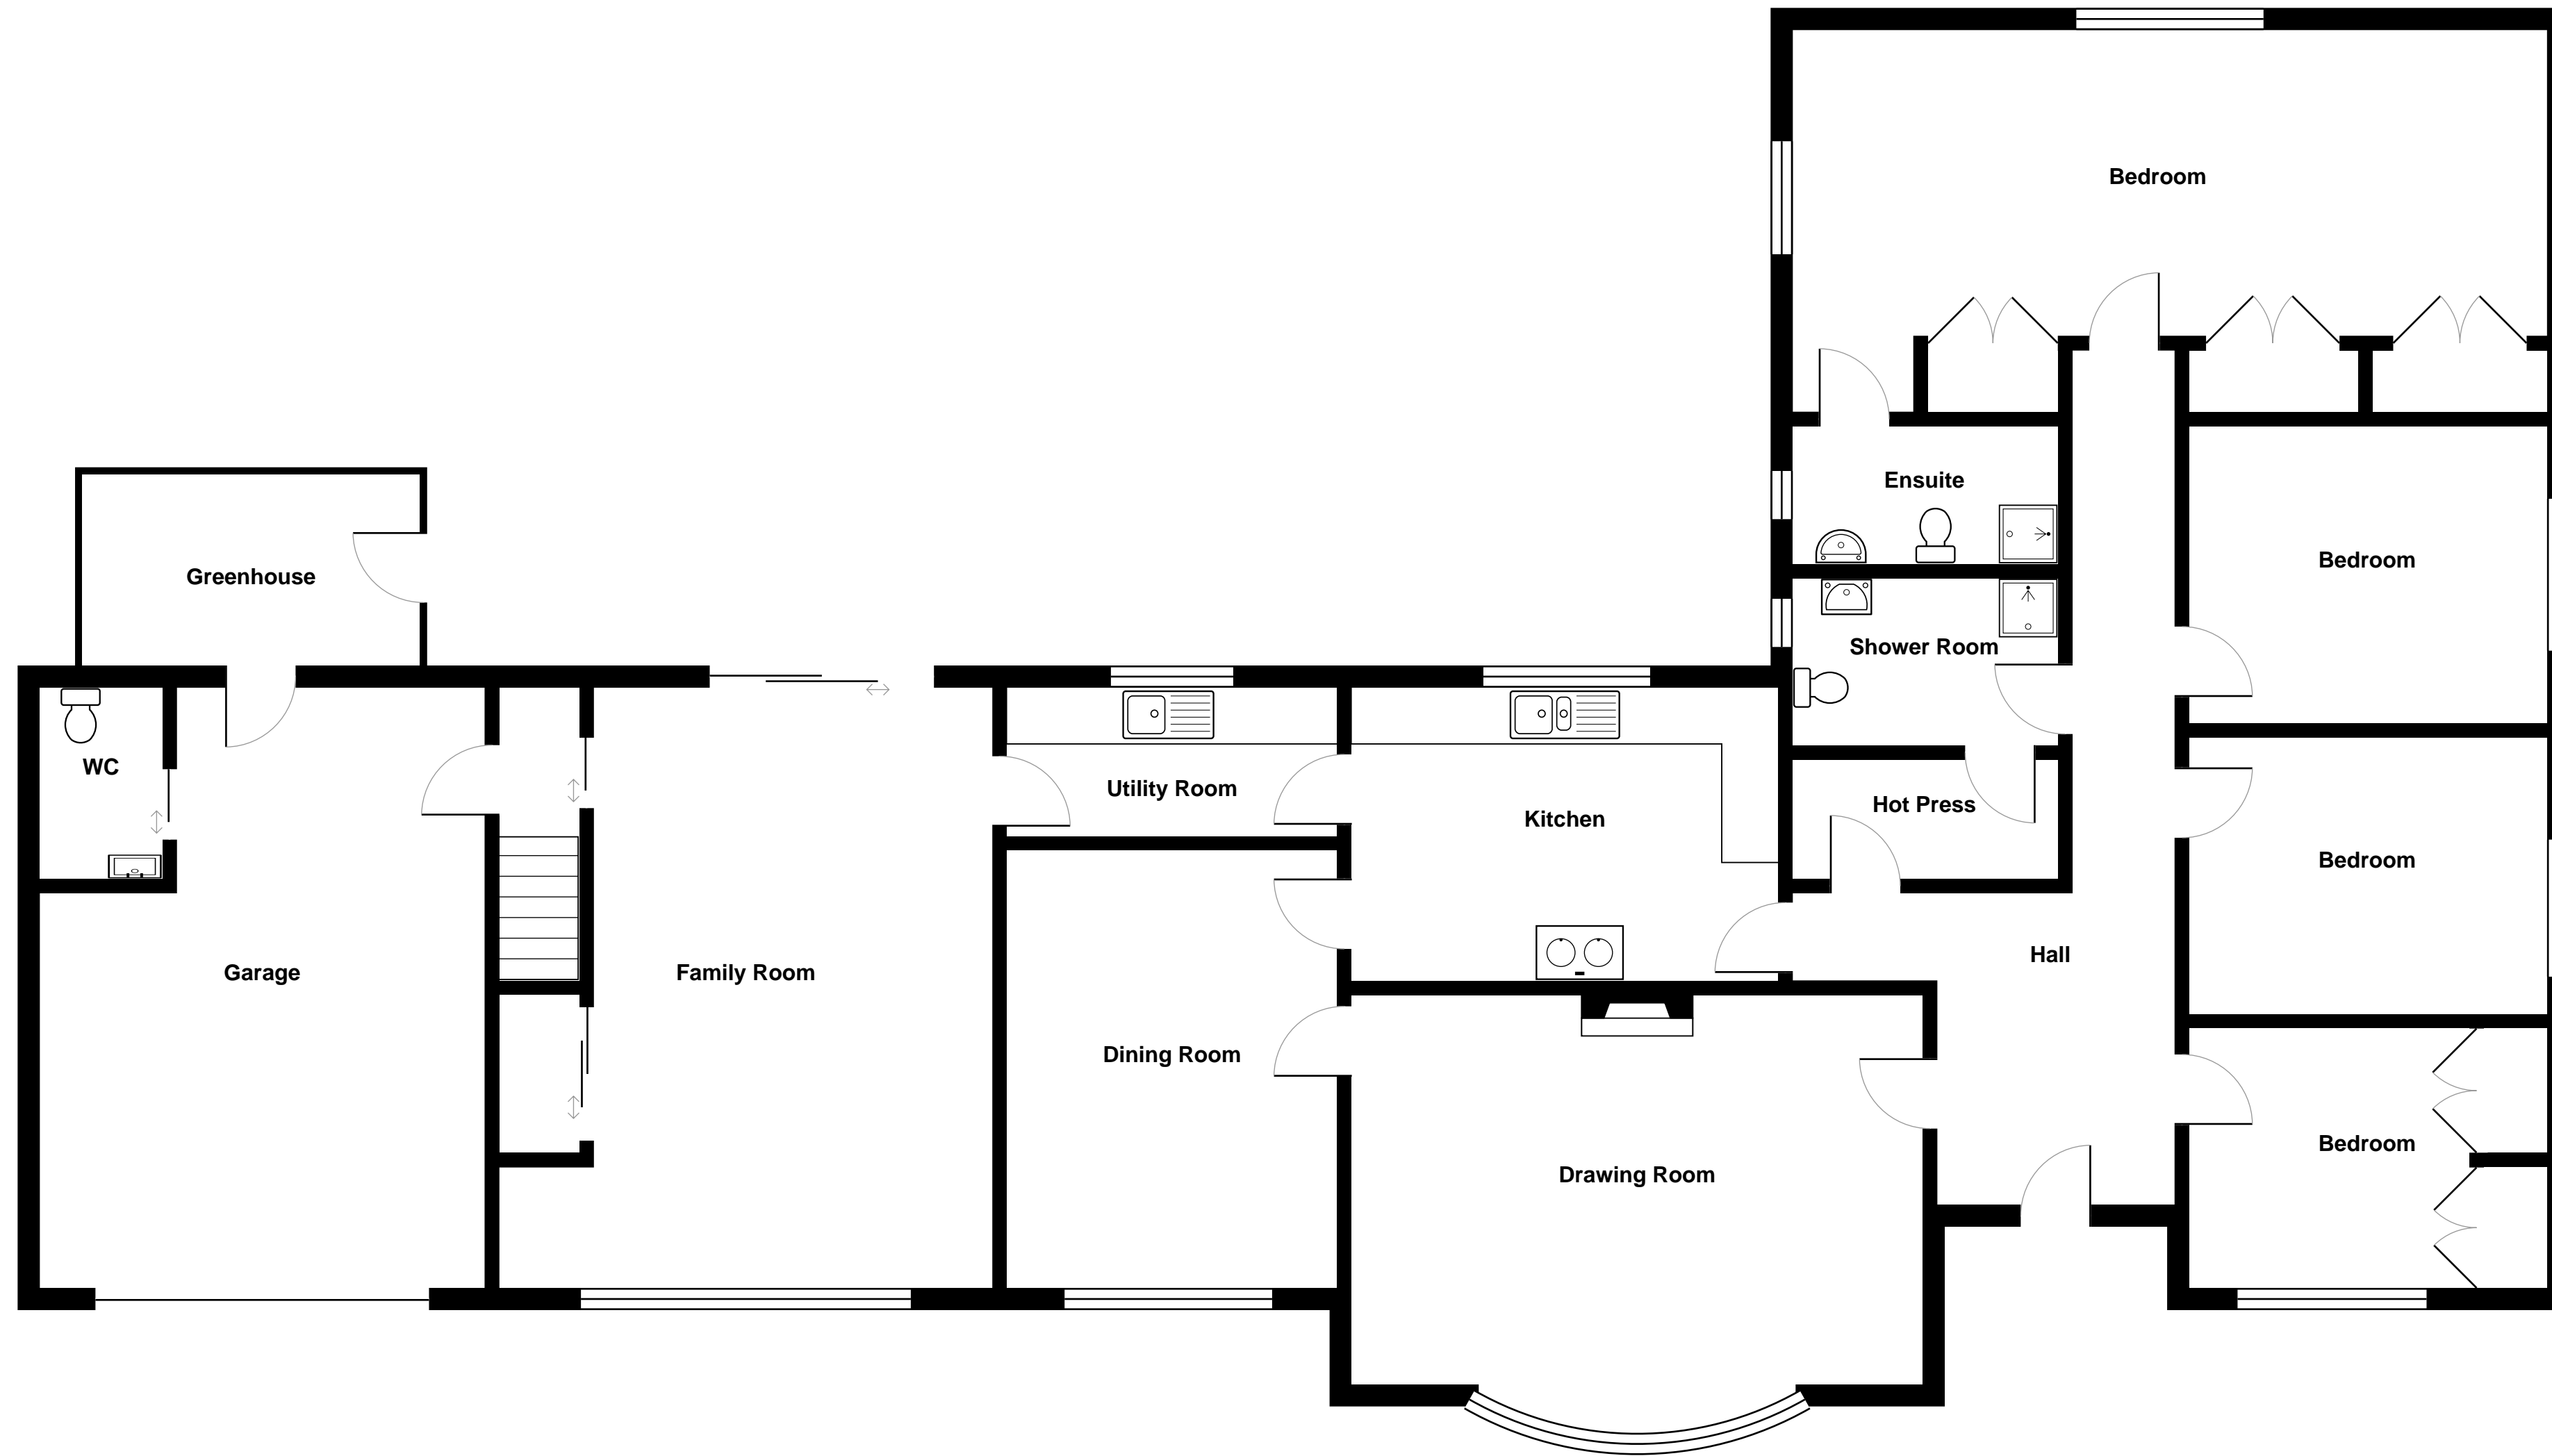 Bedroom
Ensuite
Bedroom
Greenhouse
Shower Room
WC
Utility Room
Hot Press
Kitchen
Bedroom
Hall
Garage
Family Room
Dining Room
Bedroom
Drawing Room